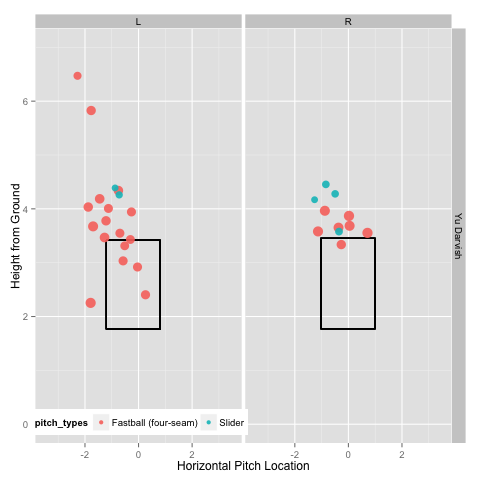 L
R
6
4
2
0
Height from Ground
Yu Darvish
pitch_types Fastball (four-seam) Slider
-2 0 2 -2 0 2
Horizontal Pitch Location